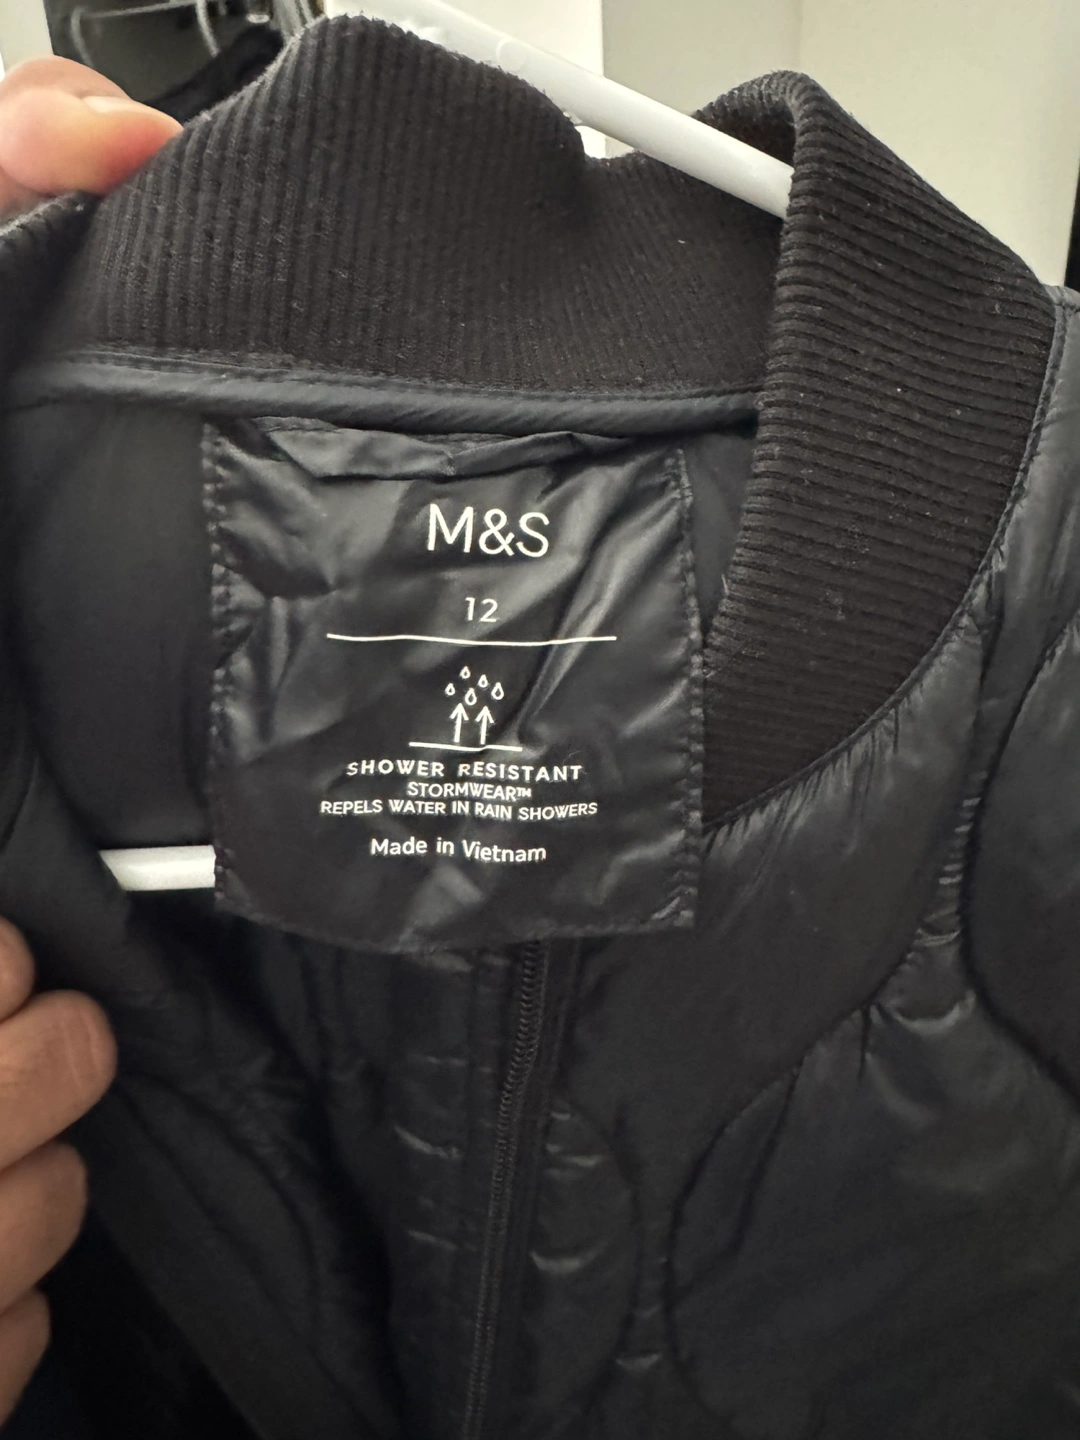 M&S
12
SHOWER RESISTANT
STORMWEAR™
REPELS WATER IN RAIN SHOWERS
Made in Vietnam